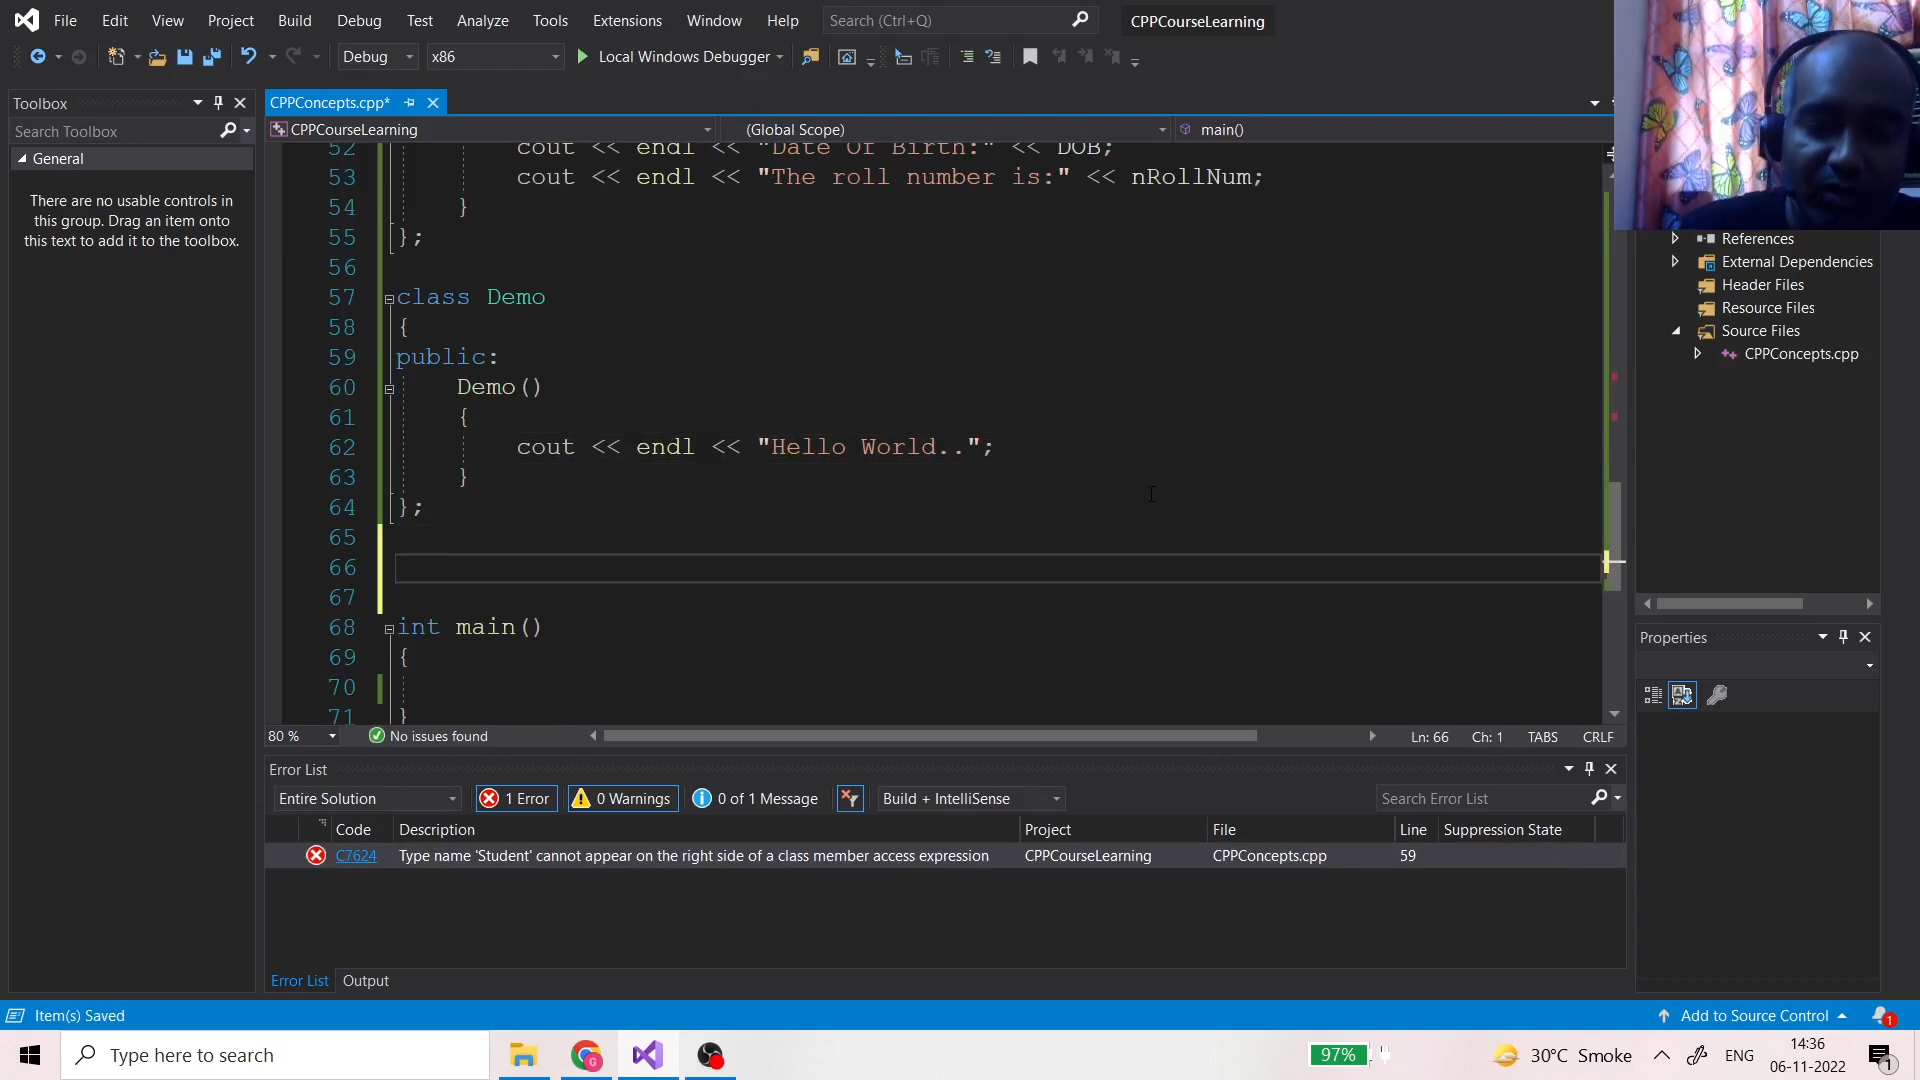 File Edit View Project Build Debug Test Analyze Tools Extensions Window Help Search (Ctrl+Q) CPPCourseLearning
Debug x86 Local Windows Debugger
Toolbox
Search Toolbox
General
There are no usable controls in
this group. Drag an item onto
this text to add it to the toolbox.
CPPConcepts.cpp*
CPPCourseLearning (Global Scope) main()
52 cout << endl << "Date Of Birth:" << DOB;
53 cout << endl << "The roll number is:" << nRollNum;
54 }
55 };
56
57 class Demo
58 {
59 public:
60 Demo()
61 {
62 cout << endl << "Hello World..";
63 }
64 };
65
66
67
68 int main()
69 {
70
71 }
80 % No issues found Ln: 66 Ch: 1 TABS CRLF
References
External Dependencies
Header Files
Resource Files
Source Files
CPPConcepts.cpp
Properties
Error List
Entire Solution 1 Error 0 Warnings 0 of 1 Message Build + IntelliSense Search Error List
Code Description Project File Line Suppression State
C7624 Type name 'Student' cannot appear on the right side of a class member access expression CPPCourseLearning CPPConcepts.cpp 59
Error List Output
Item(s) Saved Add to Source Control 1
Type here to search 97% 30°C Smoke ENG 14:36
06-11-2022 1